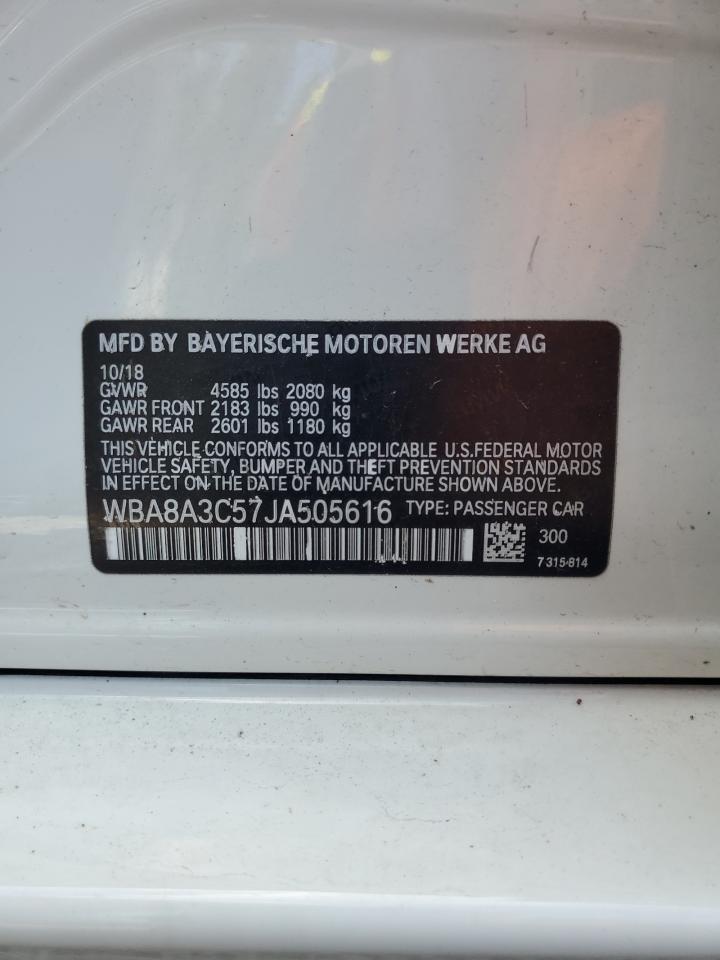 MFD BY BAYERISCHE MOTOREN WERKE AG
10/18
GVWR 4585 lbs 2080 kg
GAWR FRONT 2183 lbs 990 kg
GAWR REAR 2601 lbs 1180 kg
THIS VEHICLE CONFORMS TO ALL APPLICABLE U.S.FEDERAL MOTOR
VEHICLE SAFETY, BUMPER AND THEFT PREVENTION STANDARDS
IN EFFECT ON THE DATE OF MANUFACTURE SHOWN ABOVE.
WBA8A3C57JA505616 TYPE: PASSENGER CAR
300
7 315-814